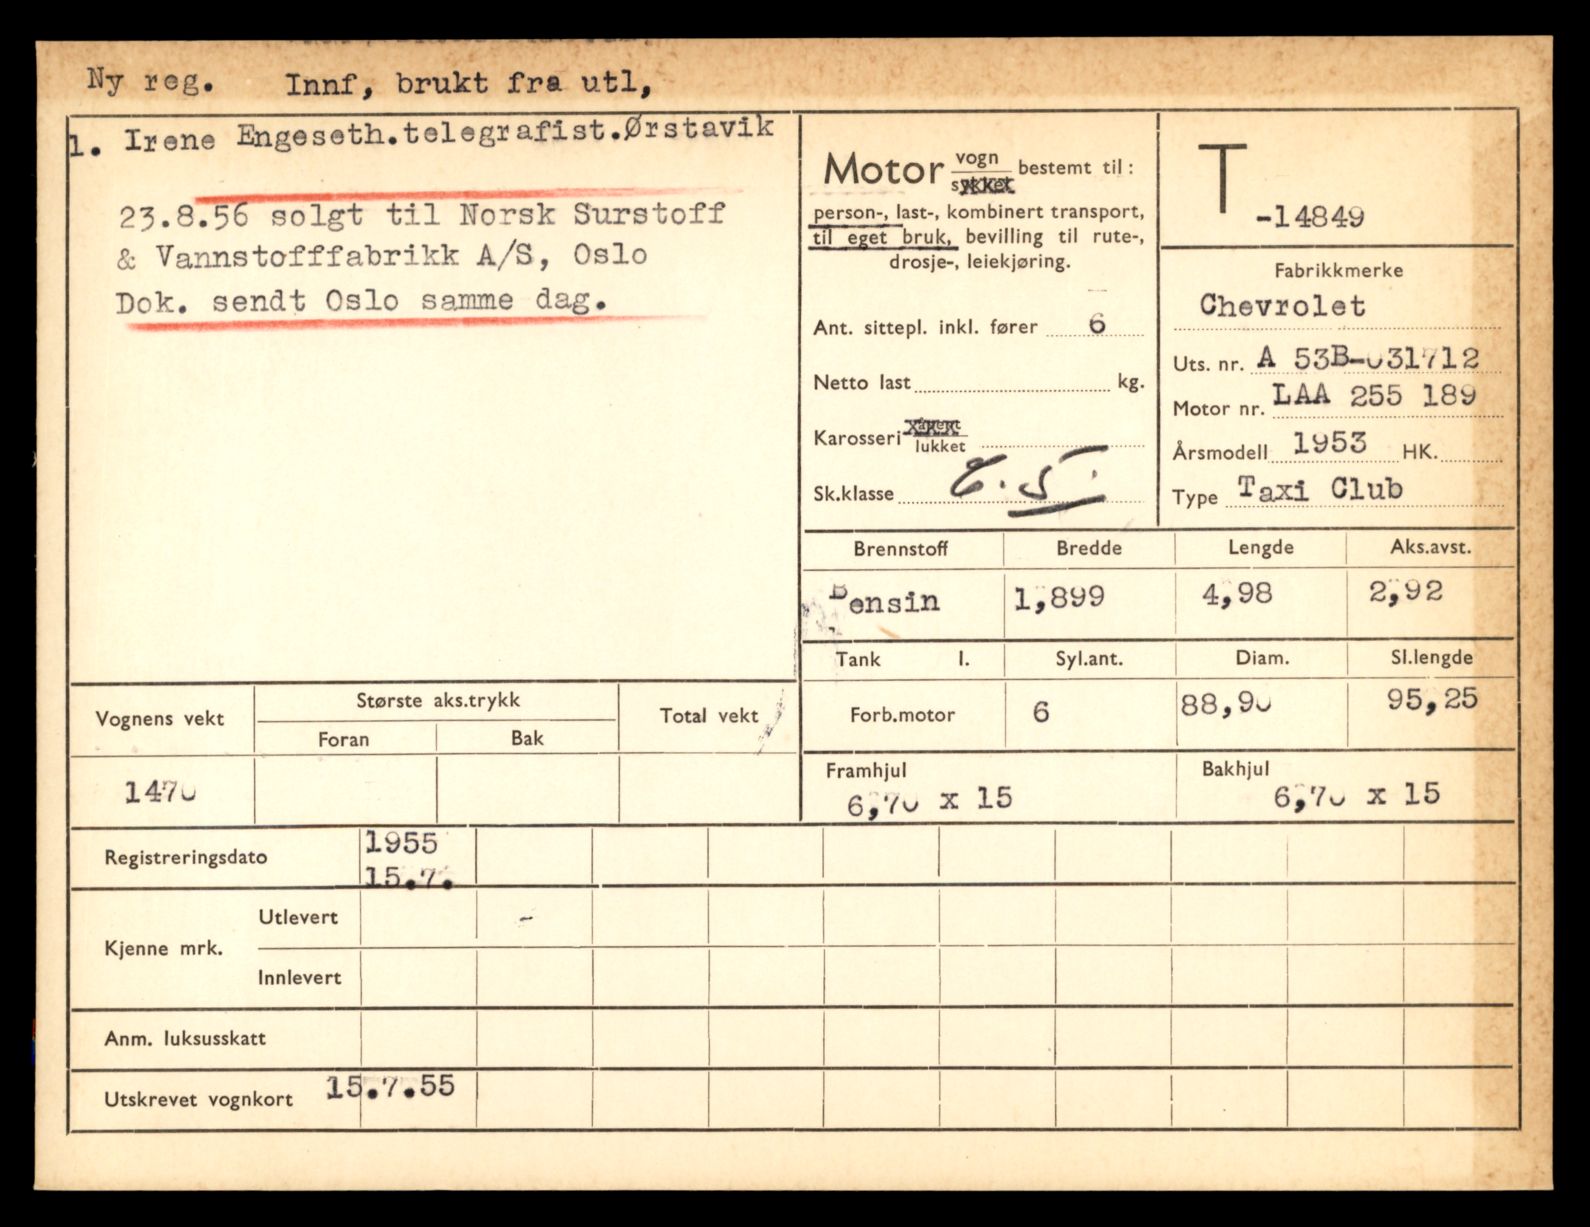 Ny reg. Innf, brukt fra utl,
1. Irene Engeseth.telegrafist.Ørstavik
23.8.56 solgt til Norsk Surstoff
& Vannstofffabrikk A/S, Oslo
Dok. sendt Oslo samme dag.
Motor vogn bestemt til:
person-, last-, kombinert transport,
til eget bruk, bevilling til rute-,
drosje-, leiekjøring.
Ant. sittepl. inkl. fører 6
Netto last kg.
Karosseri lukket
Sk.klasse
T
-14849
Fabrikkmerke
Chevrolet
Uts. nr. A 53B-031712
Motor nr. LAA 255 189
Årsmodell 1953 HK.
Type Taxi Club
Brennstoff Bredde Lengde Aks.avst.
Bensin 1,899 4,98 2,92
Tank l. Syl.ant. Diam. Sl.lengde
Forb.motor 6 88,90 95,25
Framhjul Bakhjul
6,70 x 15 6,70 x 15
Vognens vekt Største aks.trykk Total vekt
Foran Bak
1470
Registreringsdato 1955
15.7.
Kjenne mrk. Utlevert -
Innlevert
Anm. luksusskatt
Utskrevet vognkort 15.7.55